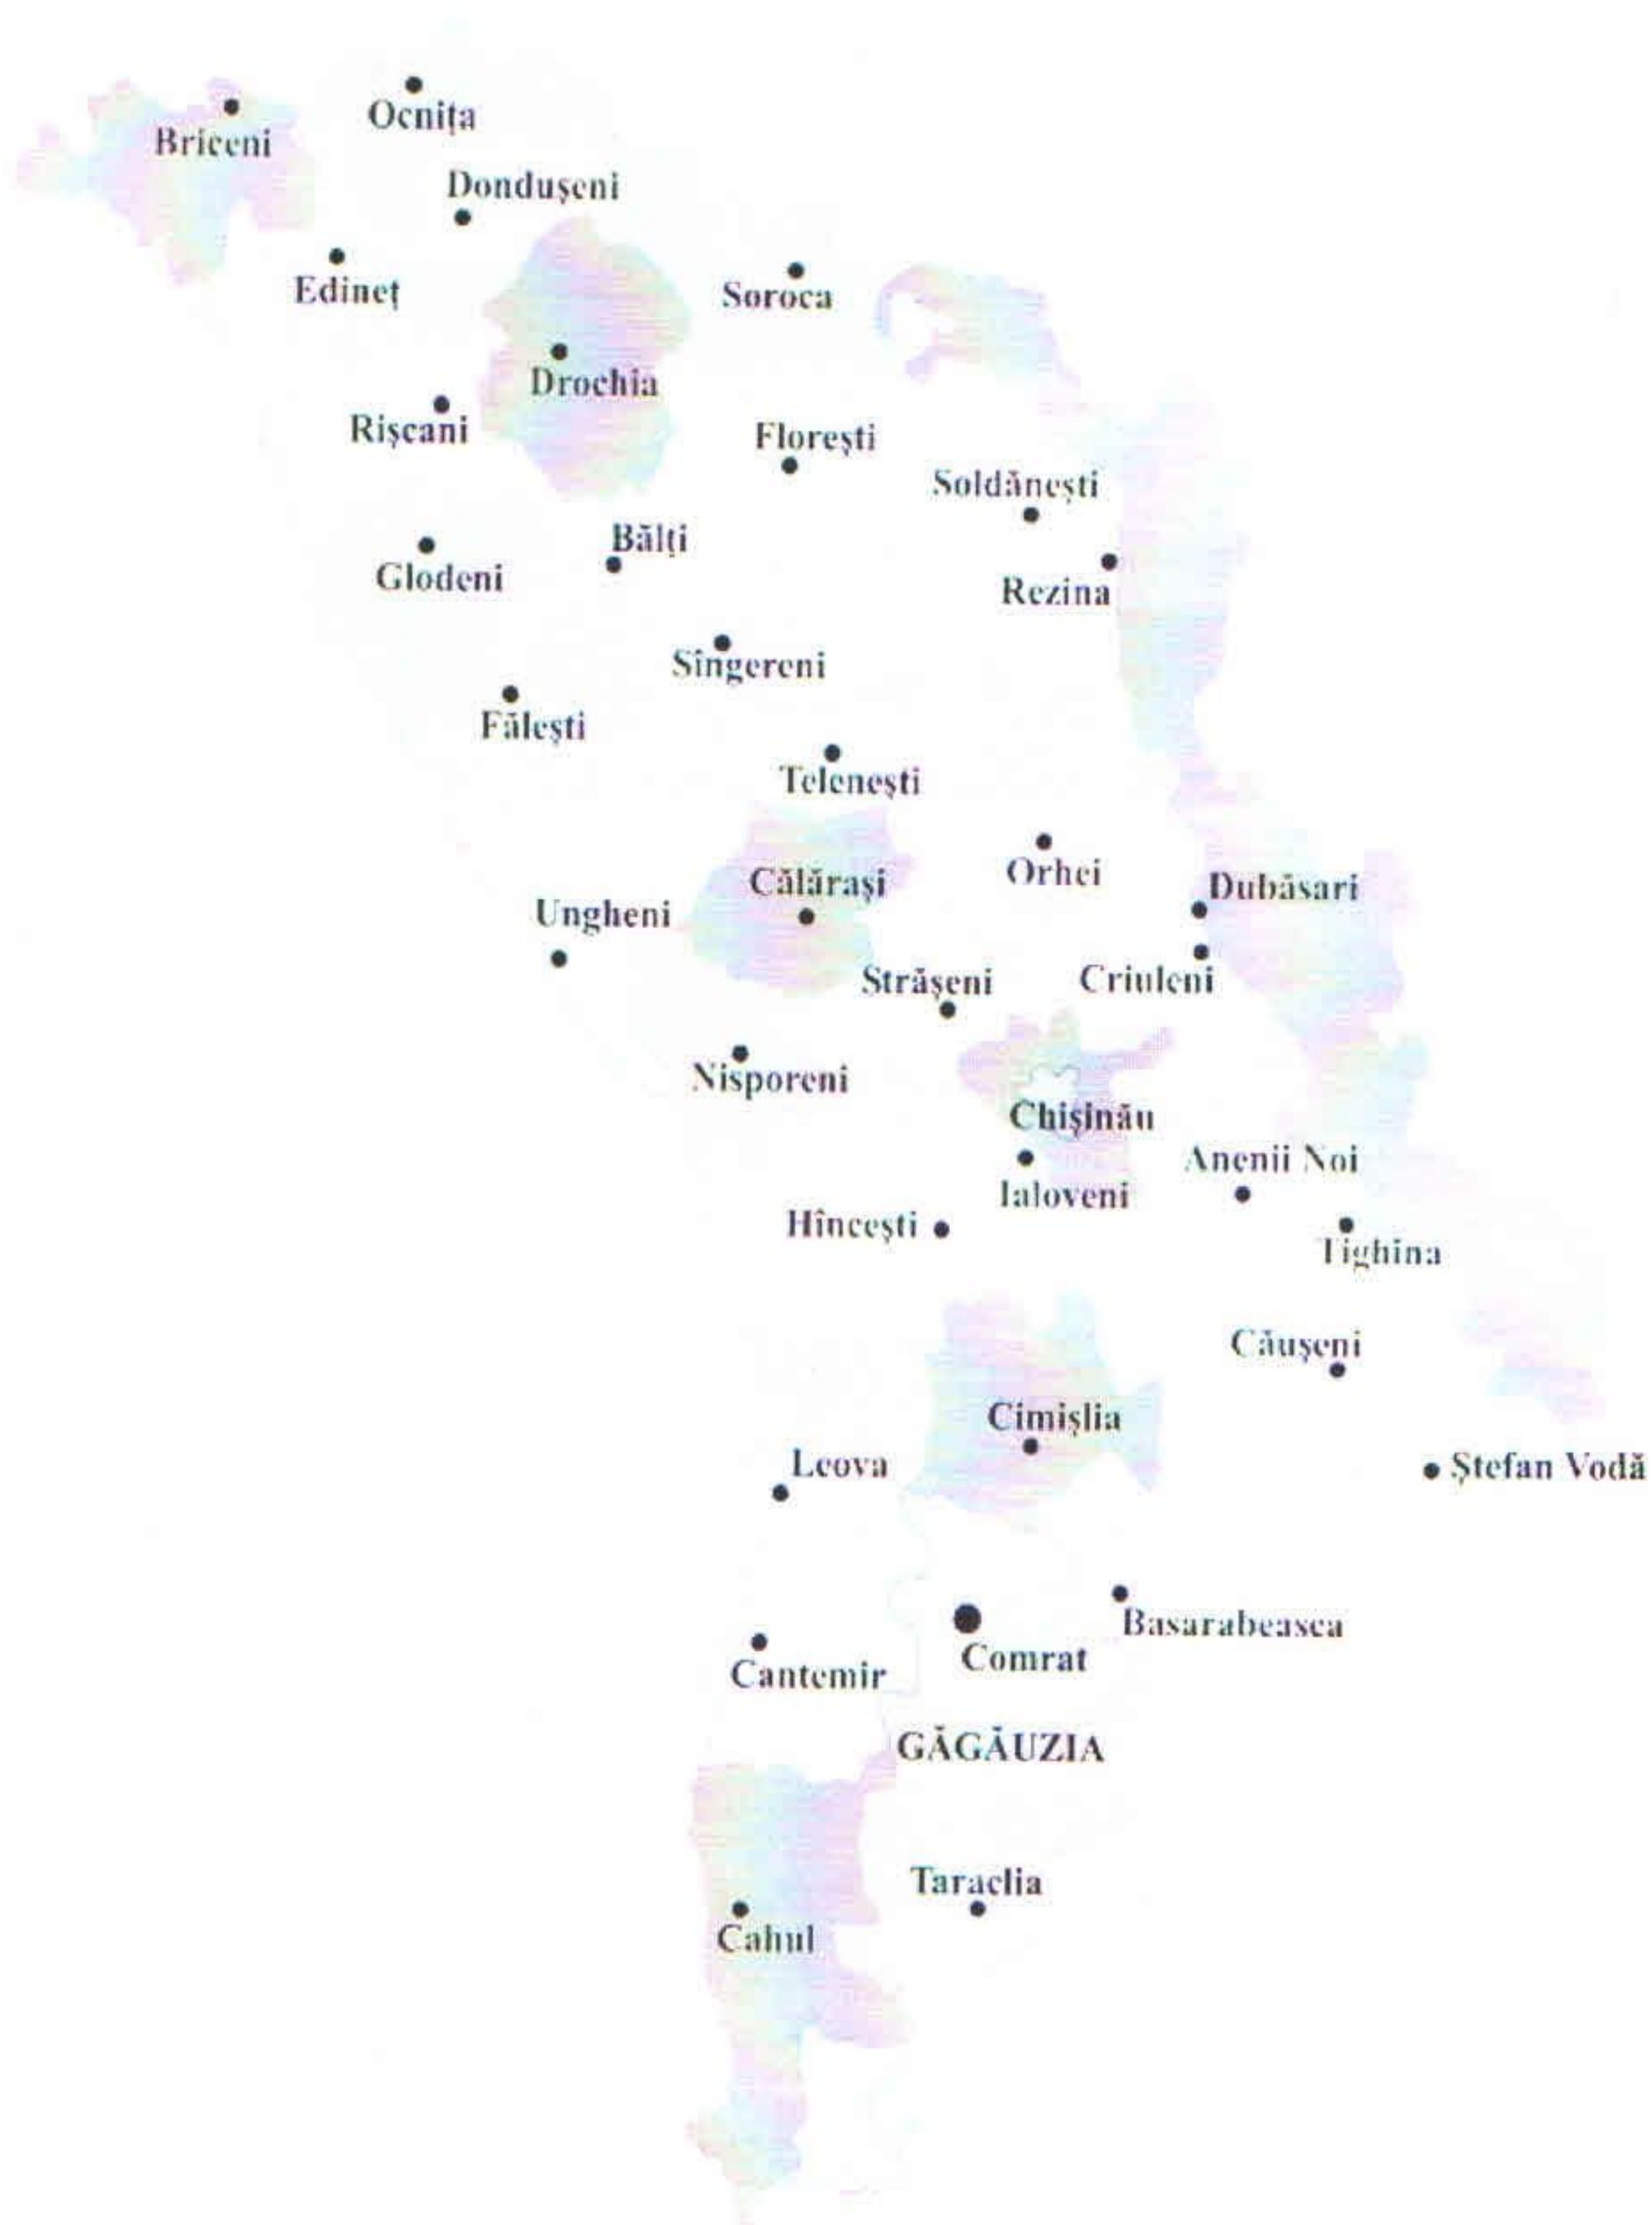 Ocnița
Briceni
Dondușeni
Edineț
Soroca
Drochia
Rișcani
Florești
Soldănești
Bălți
Glodeni
Rezina
Sîngereni
Fălești
Telenești
Orhei
Călărași
Dubăsari
Ungheni
Strășeni
Criuleni
Nisporeni
Chișinău
Anenii Noi
Ialoveni
Hîncești
Tighina
Căușeni
Cimișlia
Leova
Ștefan Vodă
Basarabeasca
Comrat
Cantemir
GĂGĂUZIA
Taraclia
Cahul